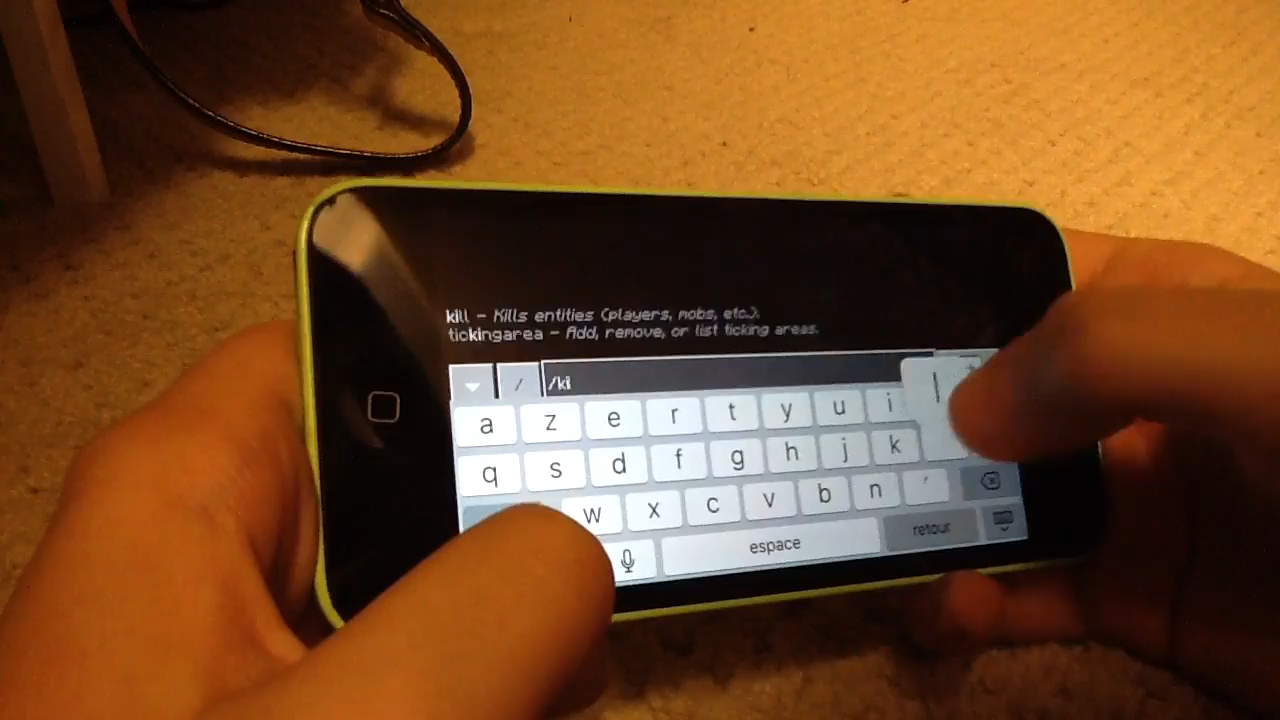 kill - Kills entities (players, mobs, etc.).
tickingarea - Add, remove, or list ticking areas.
/ /ki
a z e r t y u i
q s d f g h j k l
w x c v b n '
espace retour